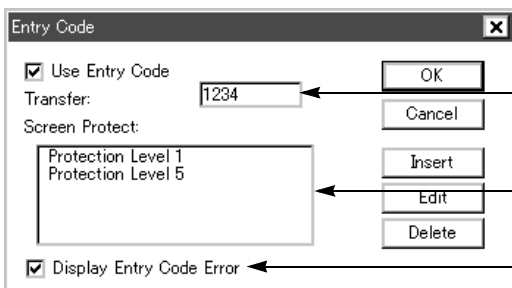 Entry Code
Use Entry Code
OK
Transfer:
1234
Cancel
Screen Protect:
Protection Level 1
Protection Level 5
Insert
Edit
Delete
Display Entry Code Error